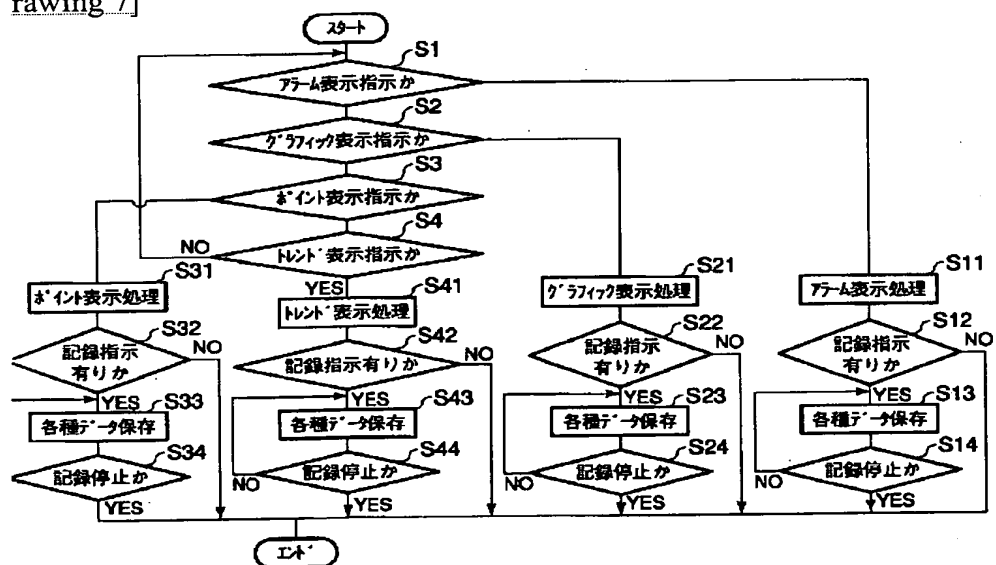 rawing 7]
スタート
S1
アラーム表示指示か
S2
グラフィック表示指示か
S3
ポイント表示指示か
S4
トレンド表示指示か
NO
YES
S31
ポイント表示処理
S32
記録指示
有りか
NO
YES
S33
各種データ保存
S34
記録停止か
YES
S41
トレンド表示処理
S42
記録指示有りか
NO
YES
S43
各種データ保存
S44
記録停止か
NO
YES
S21
グラフィック表示処理
S22
記録指示
有りか
NO
YES
S23
各種データ保存
S24
記録停止か
NO
YES
S11
アラーム表示処理
S12
記録指示
有りか
NO
YES
S13
各種データ保存
S14
記録停止か
NO
YES
エンド